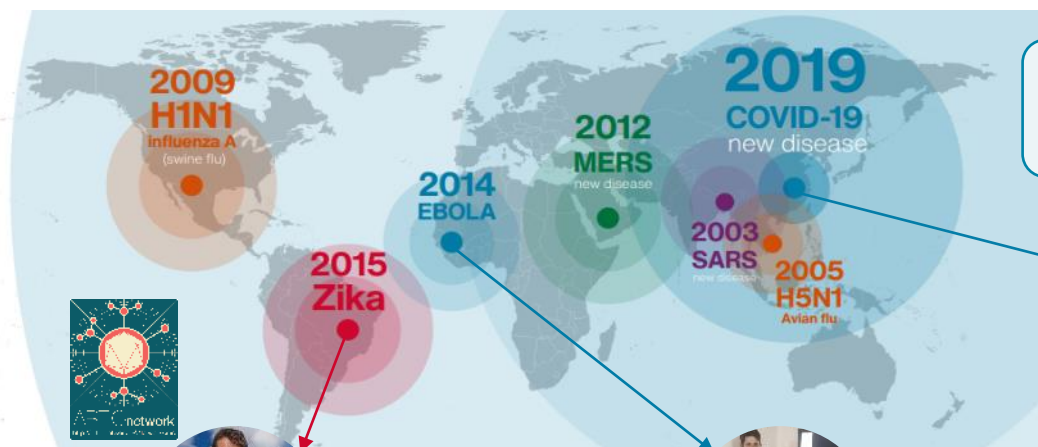 2009
H1N1
influenza A
(swine flu)
2015
Zika
2014
EBOLA
2012
MERS
new disease
2019
COVID-19
new disease
2003
SARS
new disease
2005
H5N1
Avian flu
network